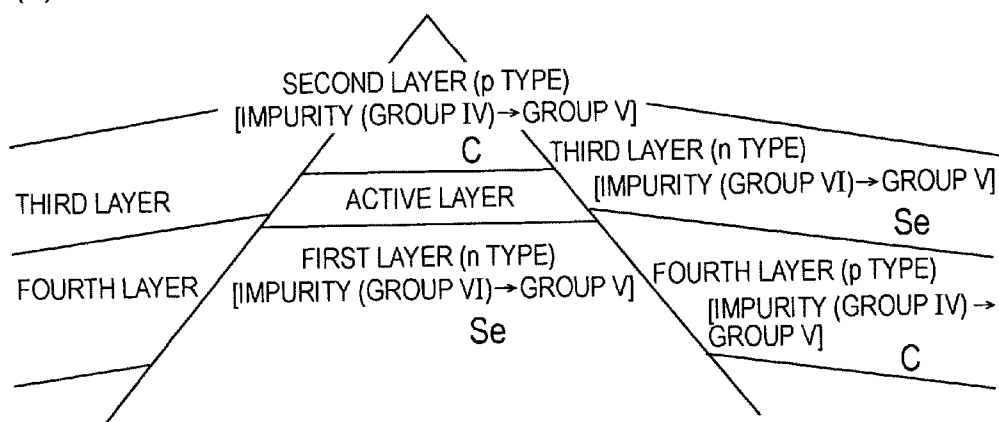 SECOND LAYER (p TYPE)
[IMPURITY (GROUP IV)→GROUP V]
C
ACTIVE LAYER
FIRST LAYER (n TYPE)
[IMPURITY (GROUP VI)→GROUP V]
Se
THIRD LAYER
FOURTH LAYER
THIRD LAYER (n TYPE)
[IMPURITY (GROUP VI)→GROUP V]
Se
FOURTH LAYER (p TYPE)
[IMPURITY (GROUP IV)→
GROUP V]
C